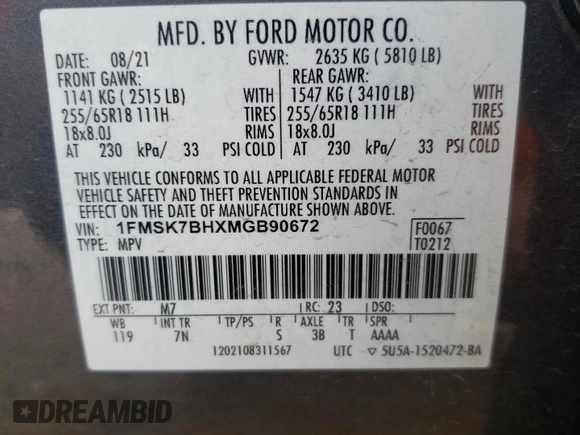 MFD. BY FORD MOTOR CO.
DATE: 08/21 GVWR: 2635 KG ( 5810 LB)
FRONT GAWR: REAR GAWR:
1141 KG ( 2515 LB) WITH 1547 KG ( 3410 LB) WITH
255/65R18 111H TIRES 255/65R18 111H TIRES
18x8.0J RIMS 18x8.0J RIMS
AT 230 kPa/ 33 PSI COLD AT 230 kPa/ 33 PSI COLD
THIS VEHICLE CONFORMS TO ALL APPLICABLE FEDERAL MOTOR
VEHICLE SAFETY AND THEFT PREVENTION STANDARDS IN
EFFECT ON THE DATE OF MANUFACTURE SHOWN ABOVE.
VIN: 1FMSK7BHXMGB90672 F0067
TYPE: MPV T0212
EXT PNT: M7 RC: 23 DSO:
WB INT TR TP/PS R AXLE TR SPR
119 7N S 3B T AAAA
1202108311567 UTC ▽ 5U5A-1520472-BA
DREAMBID